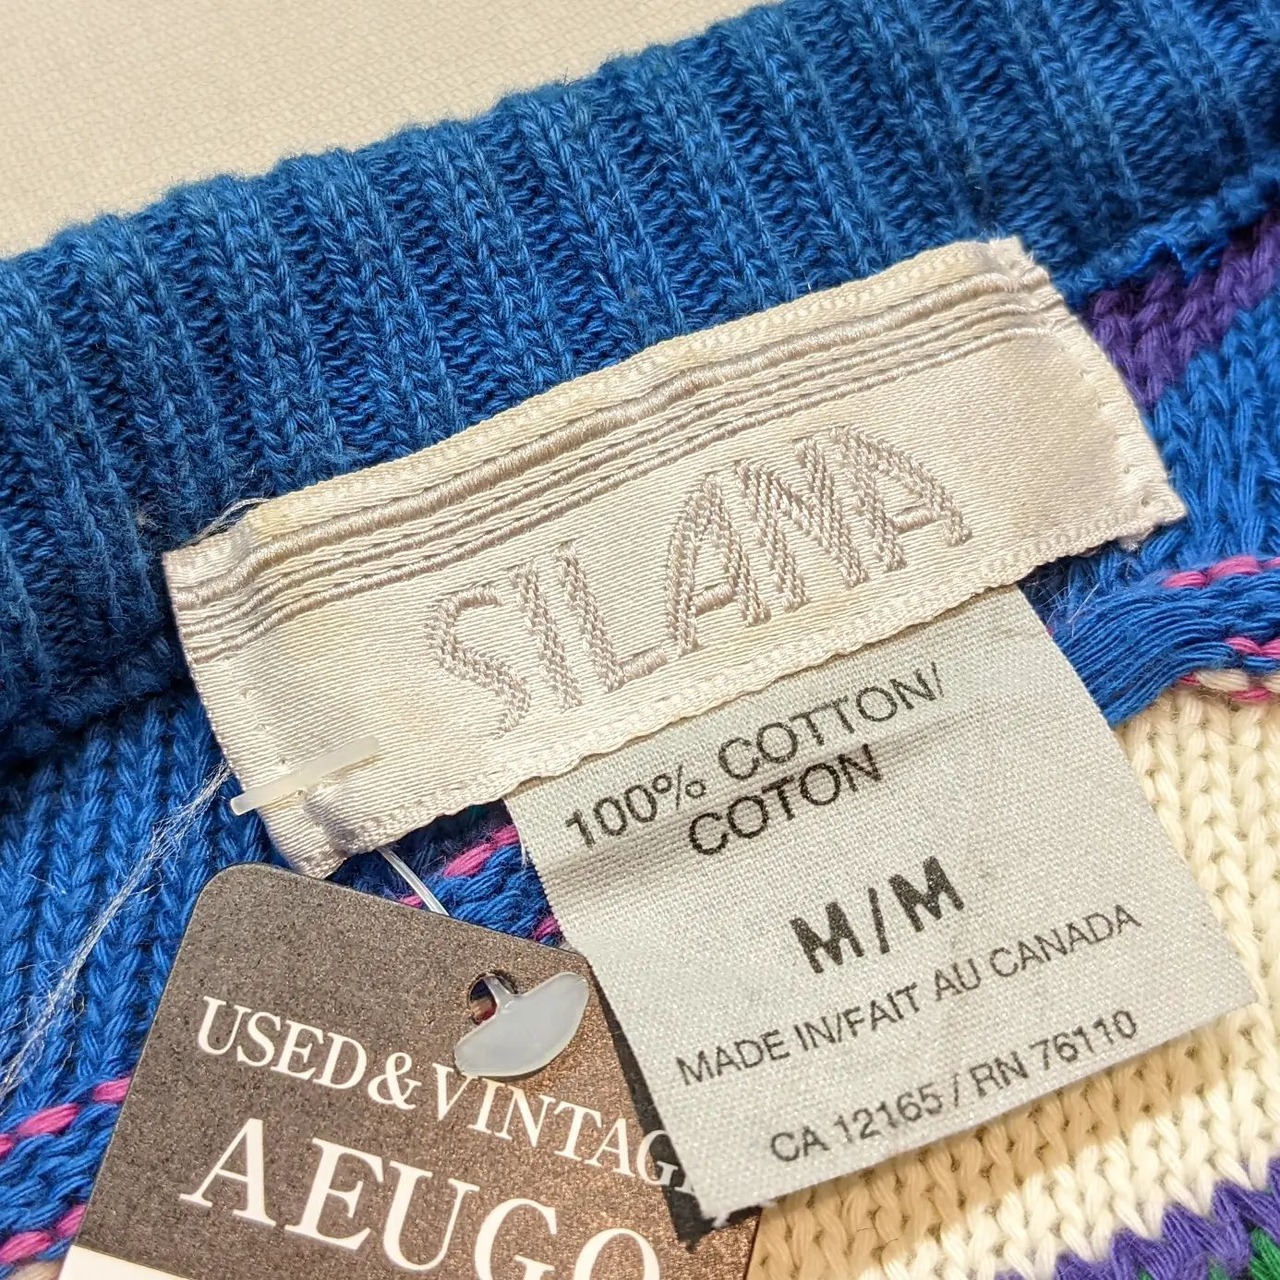 SILANA
100% COTTON/
COTON
M/M
MADE IN/FAIT AU CANADA
CA 12165 / RN 76110
USED&VINTAG
AEUGO